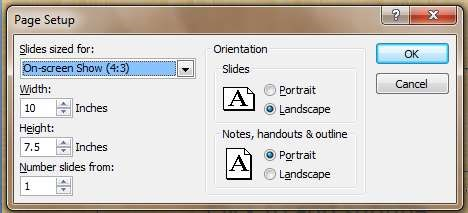 Page Setup
Slides sized for:
On-screen Show (4:3)
Width:
10 Inches
Height:
7.5 Inches
Number slides from:
1
Orientation
Slides
A
Portrait
Landscape
Notes, handouts & outline
A
Portrait
Landscape
OK
Cancel